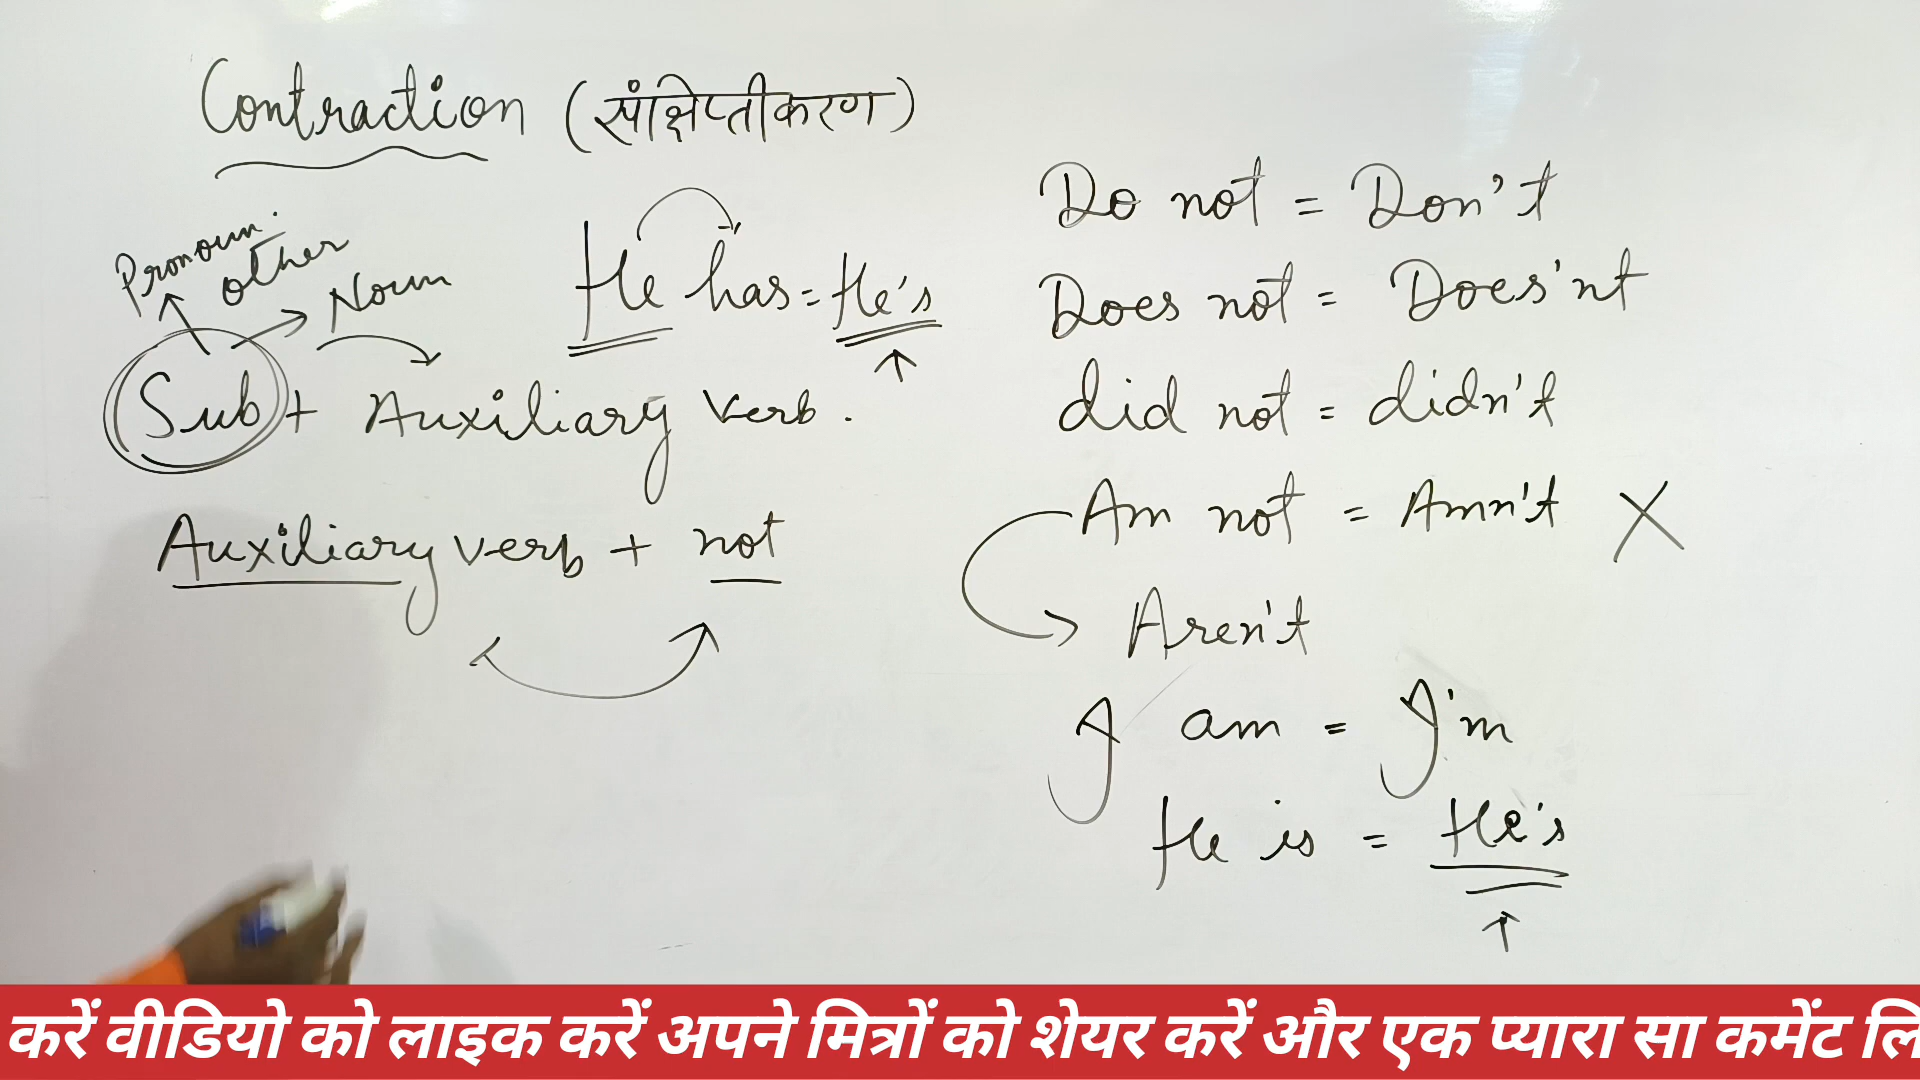 Contraction (संक्षेप्तीकरण)
Pronoun.
other
Noun
He has = He's
Sub + Auxiliary verb.
Auxiliary verb + not
Do not = Don't
Does not = Does'nt
did not = didn't
Am not = Amn't X
Aren't
I am = I'm
He is = He's
करें वीडियो को लाइक करें अपने मित्रों को शेयर करें और एक प्यारा सा कमेंट लि